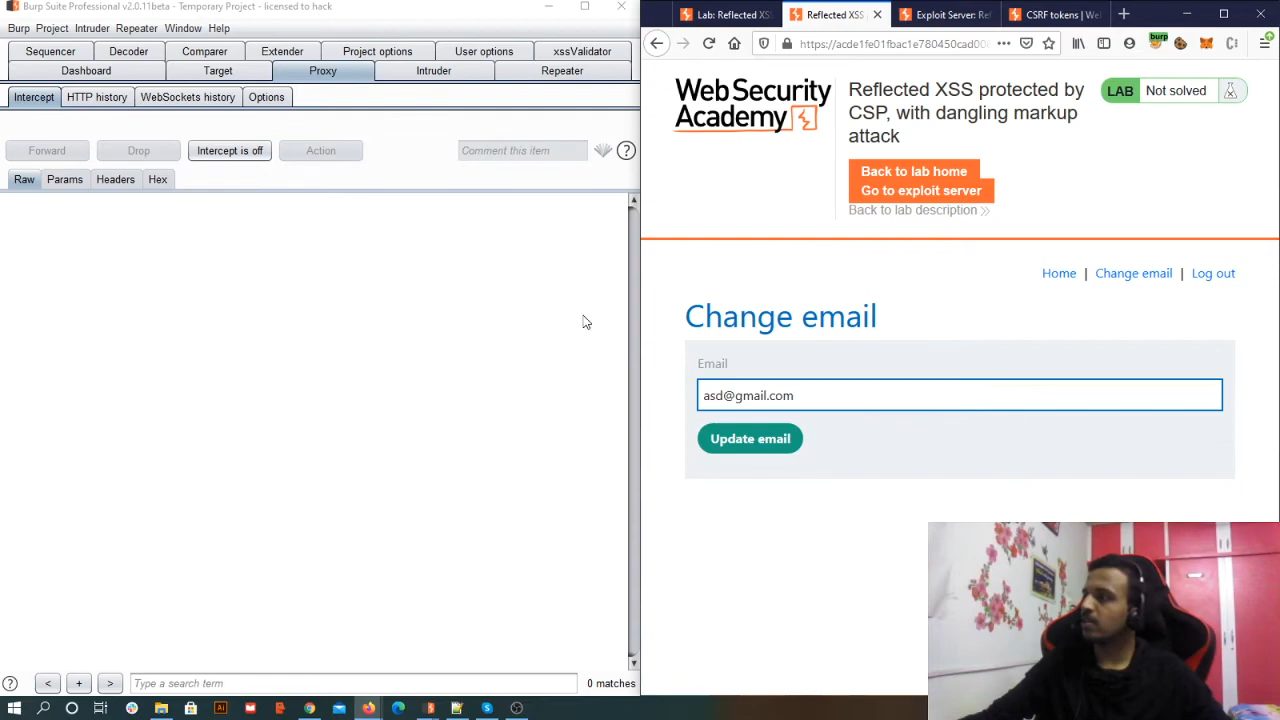 Burp Suite Professional v2.0.11beta - Temporary Project - licensed to hack
Burp Project Intruder Repeater Window Help
Sequencer Decoder Comparer Extender Project options User options xssValidator
Dashboard Target Proxy Intruder Repeater
Intercept HTTP history WebSockets history Options
Forward Drop Intercept is off Action Comment this item ?
Raw Params Headers Hex
? < + > Type a search term 0 matches
Lab: Reflected XS Reflected XSS Exploit Server: Ref CSRF tokens | We
https://acde1fe01fbac1e780450cad00
burp
Web Security
Academy
Reflected XSS protected by
CSP, with dangling markup
attack
LAB Not solved
Back to lab home
Go to exploit server
Back to lab description >>
Home | Change email | Log out
Change email
Email
asd@gmail.com
Update email